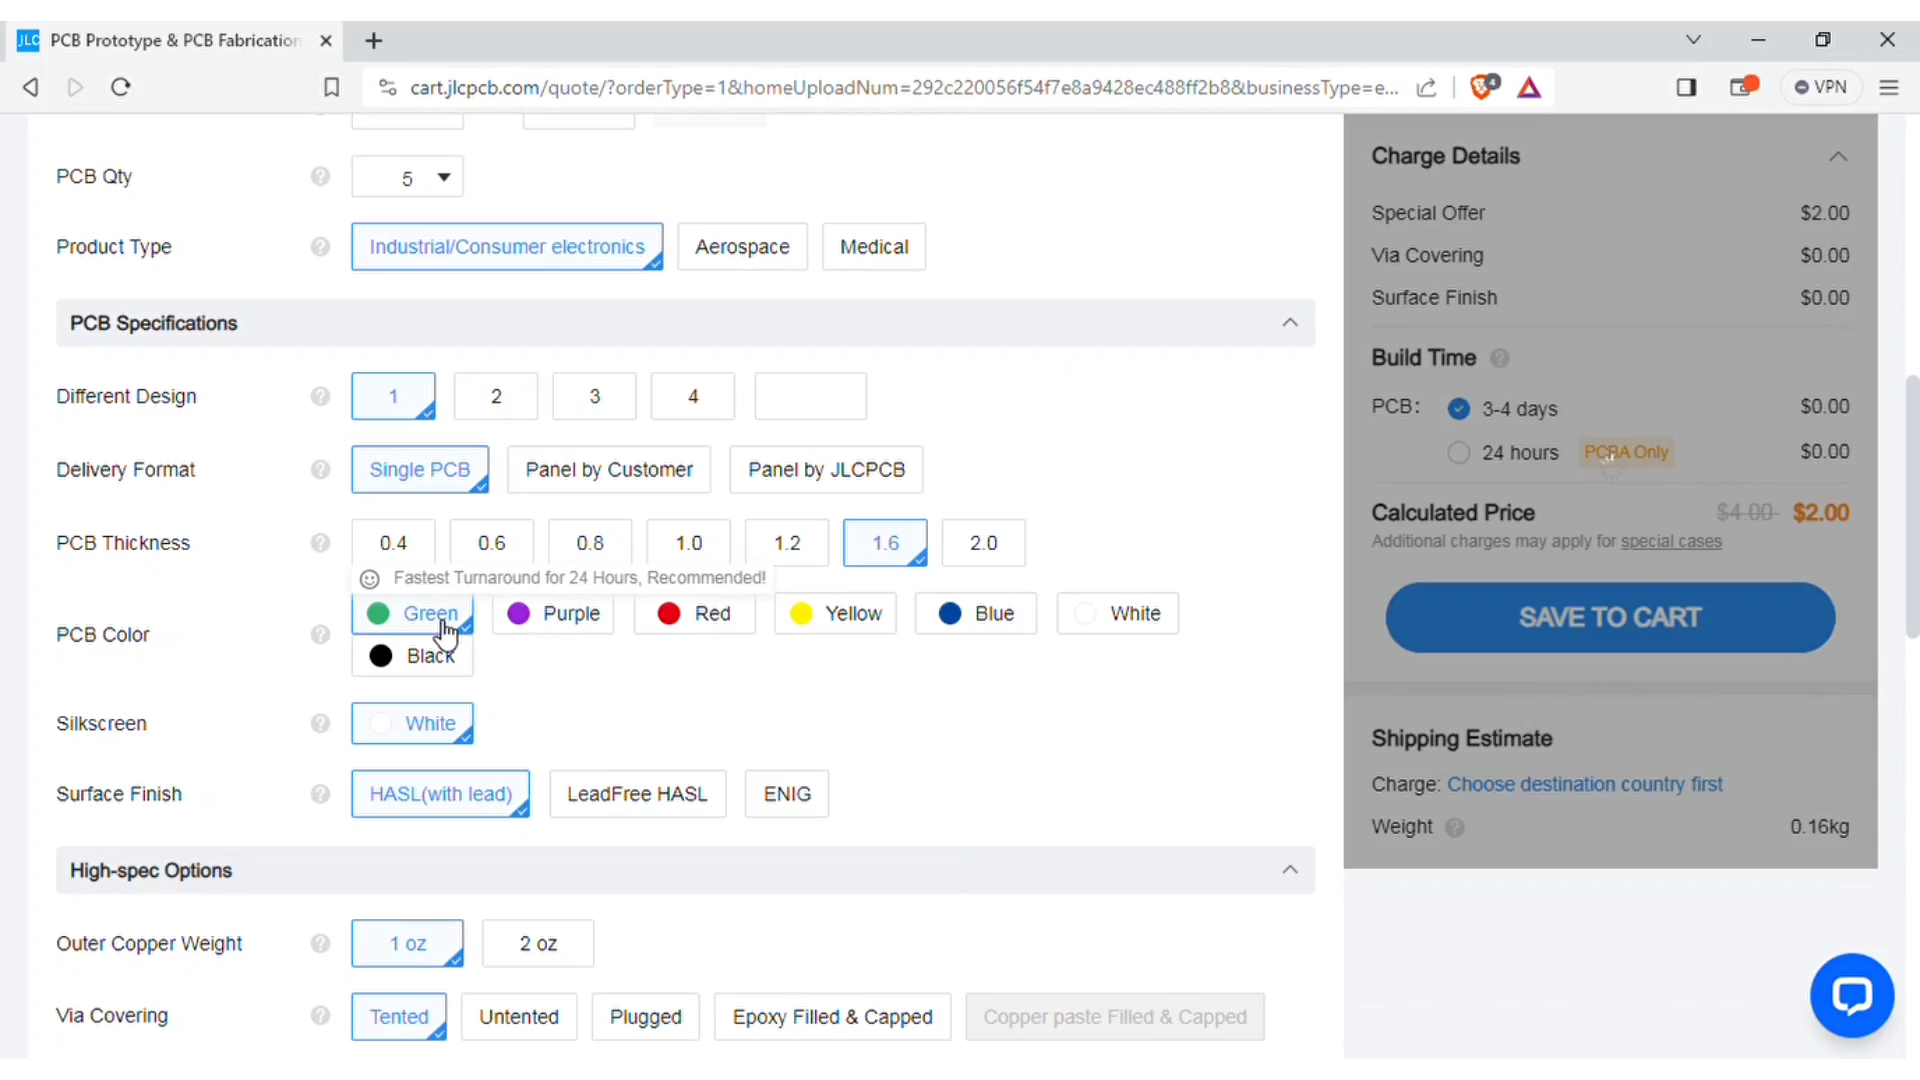 JLC PCB Prototype & PCB Fabrication
cart.jlcpcb.com/quote/?orderType=1&homeUploadNum=292c220056f54f7e8a9428ec488ff2b8&businessType=e...
4
VPN
PCB Qty
5
Product Type
Industrial/Consumer electronics
Aerospace
Medical
PCB Specifications
Different Design
1
2
3
4
Delivery Format
Single PCB
Panel by Customer
Panel by JLCPCB
PCB Thickness
0.4
0.6
0.8
1.0
1.2
1.6
2.0
Fastest Turnaround for 24 Hours, Recommended!
PCB Color
Green
Purple
Red
Yellow
Blue
White
Black
Silkscreen
White
Surface Finish
HASL(with lead)
LeadFree HASL
ENIG
High-spec Options
Outer Copper Weight
1 oz
2 oz
Via Covering
Tented
Untented
Plugged
Epoxy Filled & Capped
Copper paste Filled & Capped
Charge Details
Special Offer $2.00
Via Covering $0.00
Surface Finish $0.00
Build Time
PCB: 3-4 days $0.00
24 hours PCBA Only $0.00
Calculated Price $4.00 $2.00
Additional charges may apply for special cases
SAVE TO CART
Shipping Estimate
Charge: Choose destination country first
Weight 0.16kg